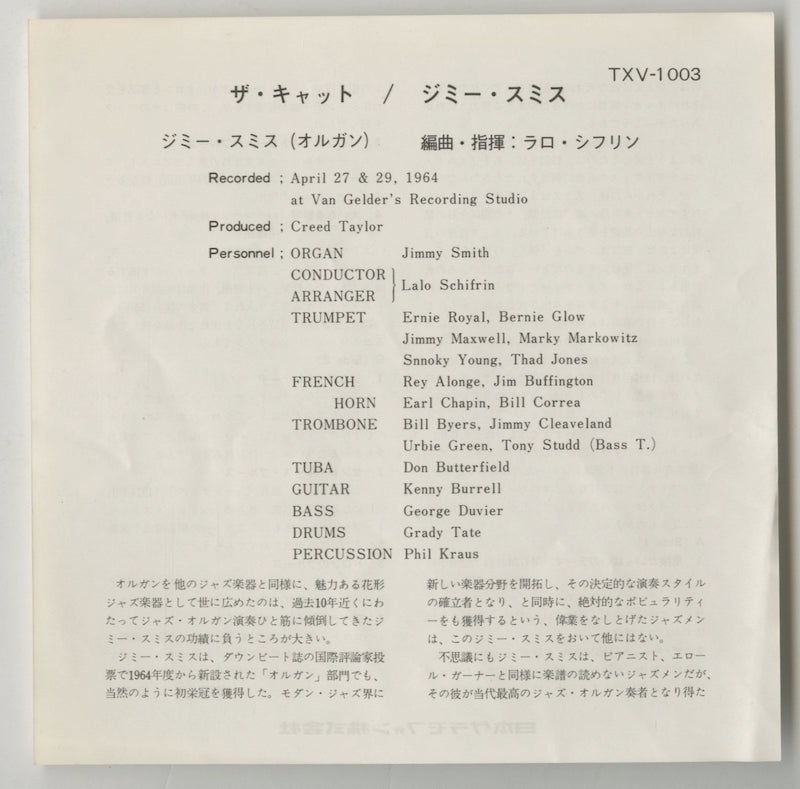 TXV-1003
ザ・キャット / ジミー・スミス
ジミー・スミス (オルガン) 編曲・指揮:ラロ・シフリン
Recorded ; April 27 & 29, 1964
at Van Gelder's Recording Studio
Produced ; Creed Taylor
Personnel ; ORGAN Jimmy Smith
CONDUCTOR
ARRANGER } Lalo Schifrin
TRUMPET Ernie Royal, Bernie Glow
Jimmy Maxwell, Marky Markowitz
Snnoky Young, Thad Jones
FRENCH Rey Alonge, Jim Buffington
HORN Earl Chapin, Bill Correa
TROMBONE Bill Byers, Jimmy Cleaveland
Urbie Green, Tony Studd (Bass T.)
TUBA Don Butterfield
GUITAR Kenny Burrell
BASS George Duvier
DRUMS Grady Tate
PERCUSSION Phil Kraus
オルガンを他のジャズ楽器と同様に、魅力ある花形
ジャズ楽器として世に広めたのは、過去10年近くにわ
たってジャズ・オルガン演奏ひと筋に傾倒してきたジ
ミー・スミスの功績に負うところが大きい。
ジミー・スミスは、ダウンビート誌の国際評論家投
票で1964年度から新設された「オルガン」部門でも、
当然のように初栄冠を獲得した。モダン・ジャズ界に
新しい楽器分野を開拓し、その決定的な演奏スタイル
の確立者となり、と同時に、絶対的なポピュラリティ
ーをも獲得するという、偉業をなしとげたジャズメン
は、このジミー・スミスをおいて他にはない。
不思議にもジミー・スミスは、ピアニスト、エロー
ル・ガーナーと同様に楽譜の読めないジャズメンだが、
その彼が当代最高のジャズ・オルガン奏者となり得た